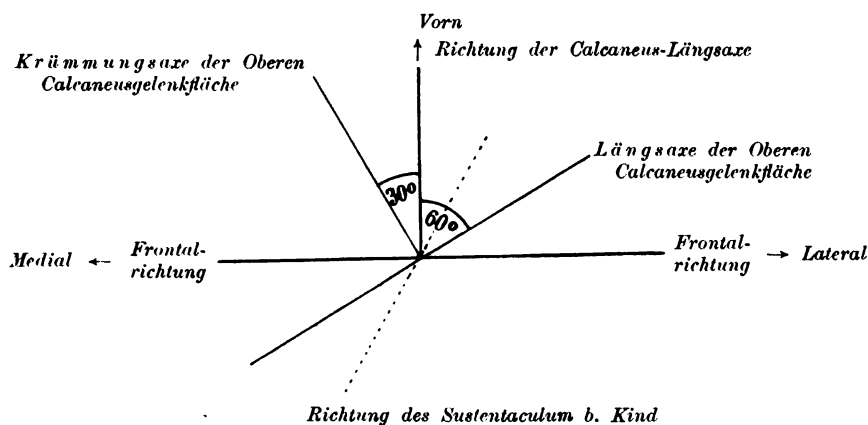 Vorn
Richtung der Calcaneus-Längsaxe
Krümmungsaxe der Oberen
Calcaneusgelenkfläche
Längsaxe der Oberen
Calcaneusgelenkfläche
30°
60°
Medial ← Frontal-
richtung
Frontal-
richtung → Lateral
Richtung des Sustentaculum b. Kind